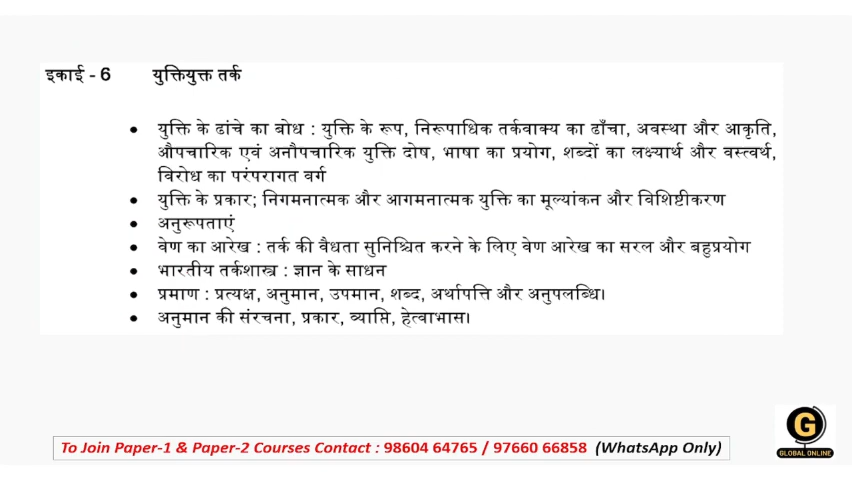 इकाई - 6 युक्तियुक्त तर्क
• युक्ति के ढांचे का बोध : युक्ति के रूप, निरूपाधिक तर्कवाक्य का ढाँचा, अवस्था और आकृति,
औपचारिक एवं अनौपचारिक युक्ति दोष, भाषा का प्रयोग, शब्दों का लक्ष्यार्थ और वस्त्वर्थ,
विरोध का परंपरागत वर्ग
• युक्ति के प्रकार; निगमनात्मक और आगमनात्मक युक्ति का मूल्यांकन और विशिष्टीकरण
• अनुरूपताएं
• वेण का आरेख : तर्क की वैधता सुनिश्चित करने के लिए वेण आरेख का सरल और बहुप्रयोग
• भारतीय तर्कशास्त्र : ज्ञान के साधन
• प्रमाण : प्रत्यक्ष, अनुमान, उपमान, शब्द, अर्थापत्ति और अनुपलब्धि।
• अनुमान की संरचना, प्रकार, व्याप्ति, हेत्वाभास।
To Join Paper-1 & Paper-2 Courses Contact : 98604 64765 / 97660 66858 (WhatsApp Only)
G
GLOBAL ONLINE